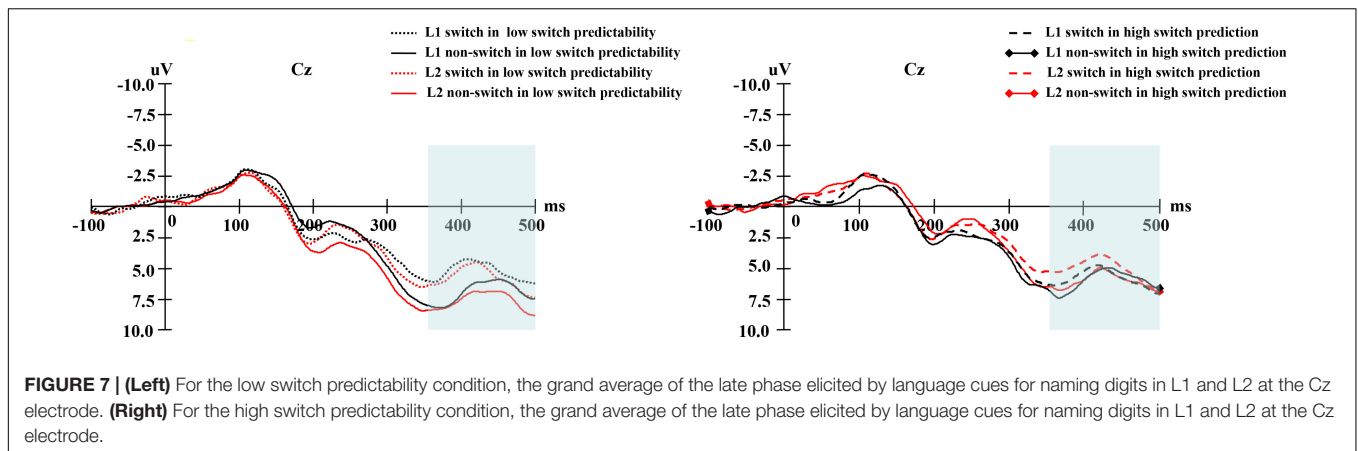 L1 switch in low switch predictability
L1 non-switch in low switch predictability
L2 switch in low switch predictability
L2 non-switch in low switch predictability
uV
Cz
-10.0
-7.5
-5.0
-2.5
2.5
5.0
7.5
10.0
-100 0 100 200 300 400 500
ms
L1 switch in high switch prediction
L1 non-switch in high switch prediction
L2 switch in high switch prediction
L2 non-switch in high switch prediction
uV
Cz
-10.0
-7.5
-5.0
-2.5
2.5
5.0
7.5
10.0
-100 0 100 200 300 400 500
ms
FIGURE 7 | (Left) For the low switch predictability condition, the grand average of the late phase elicited by language cues for naming digits in L1 and L2 at the Cz
electrode. (Right) For the high switch predictability condition, the grand average of the late phase elicited by language cues for naming digits in L1 and L2 at the Cz
electrode.